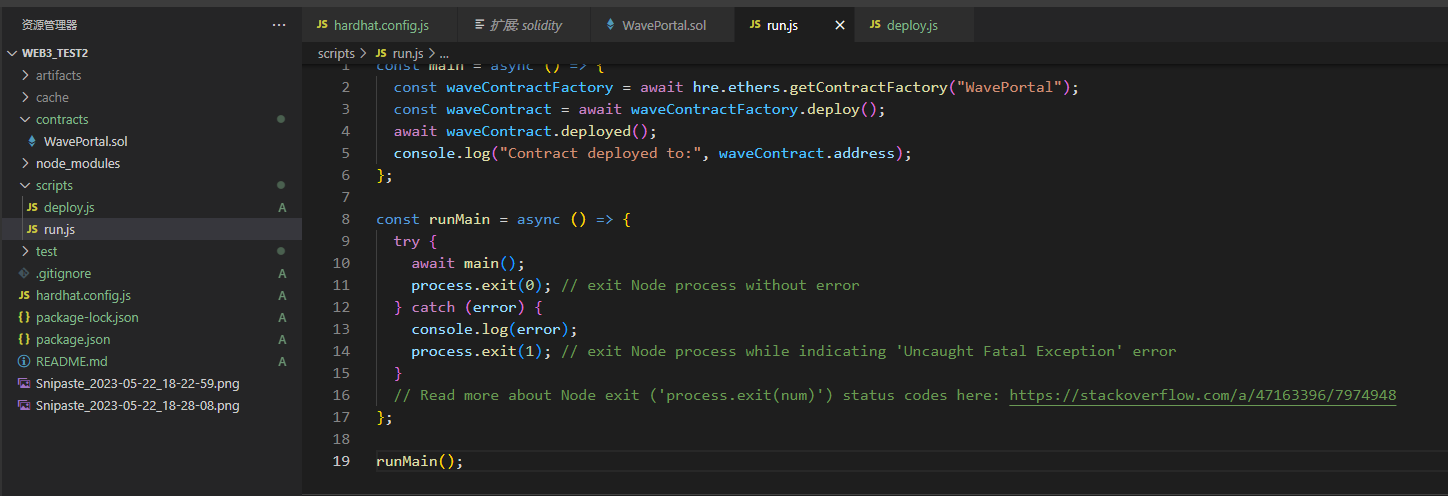 资源管理器
···
WEB3_TEST2
artifacts
cache
contracts
WavePortal.sol
node_modules
scripts
JS deploy.js A
JS run.js
test
.gitignore A
JS hardhat.config.js A
{} package-lock.json A
{} package.json A
README.md A
Snipaste_2023-05-22_18-22-59.png
Snipaste_2023-05-22_18-28-08.png
JS hardhat.config.js 扩展: solidity WavePortal.sol JS run.js × JS deploy.js
scripts > JS run.js > ...
1 const main = async () => {
2 const waveContractFactory = await hre.ethers.getContractFactory("WavePortal");
3 const waveContract = await waveContractFactory.deploy();
4 await waveContract.deployed();
5 console.log("Contract deployed to:", waveContract.address);
6 };
7
8 const runMain = async () => {
9 try {
10 await main();
11 process.exit(0); // exit Node process without error
12 } catch (error) {
13 console.log(error);
14 process.exit(1); // exit Node process while indicating 'Uncaught Fatal Exception' error
15 }
16 // Read more about Node exit ('process.exit(num)') status codes here: https://stackoverflow.com/a/47163396/7974948
17 };
18
19 runMain();